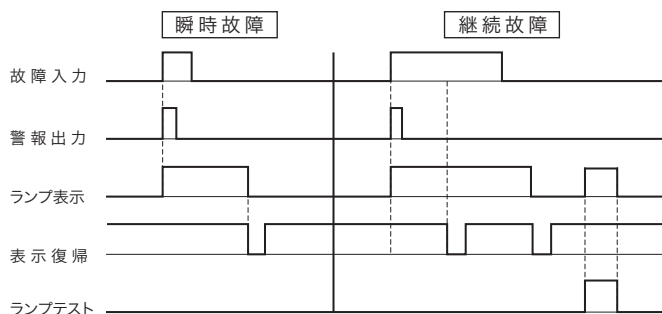 瞬時故障
継続故障
故障入力
警報出力
ランプ表示
表示復帰
ランプテスト